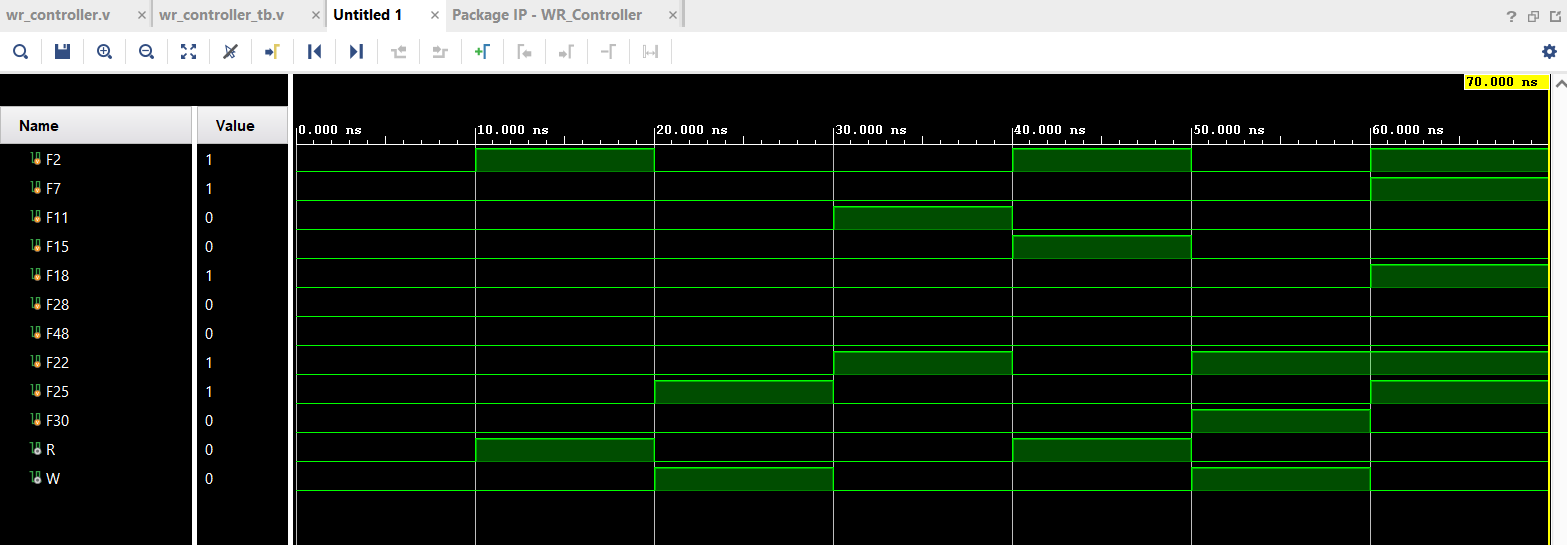 wr_controller.v × wr_controller_tb.v × Untitled 1 × Package IP - WR_Controller ×
?
70.000 ns
Name Value
0.000 ns 10.000 ns 20.000 ns 30.000 ns 40.000 ns 50.000 ns 60.000 ns
F2 1
F7 1
F11 0
F15 0
F18 1
F28 0
F48 0
F22 1
F25 1
F30 0
R 0
W 0